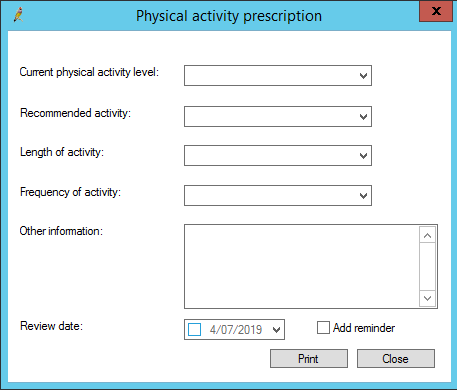 Physical activity prescription
x
Current physical activity level:
Recommended activity:
Length of activity:
Frequency of activity:
Other information:
Review date: 4/07/2019 Add reminder
Print Close